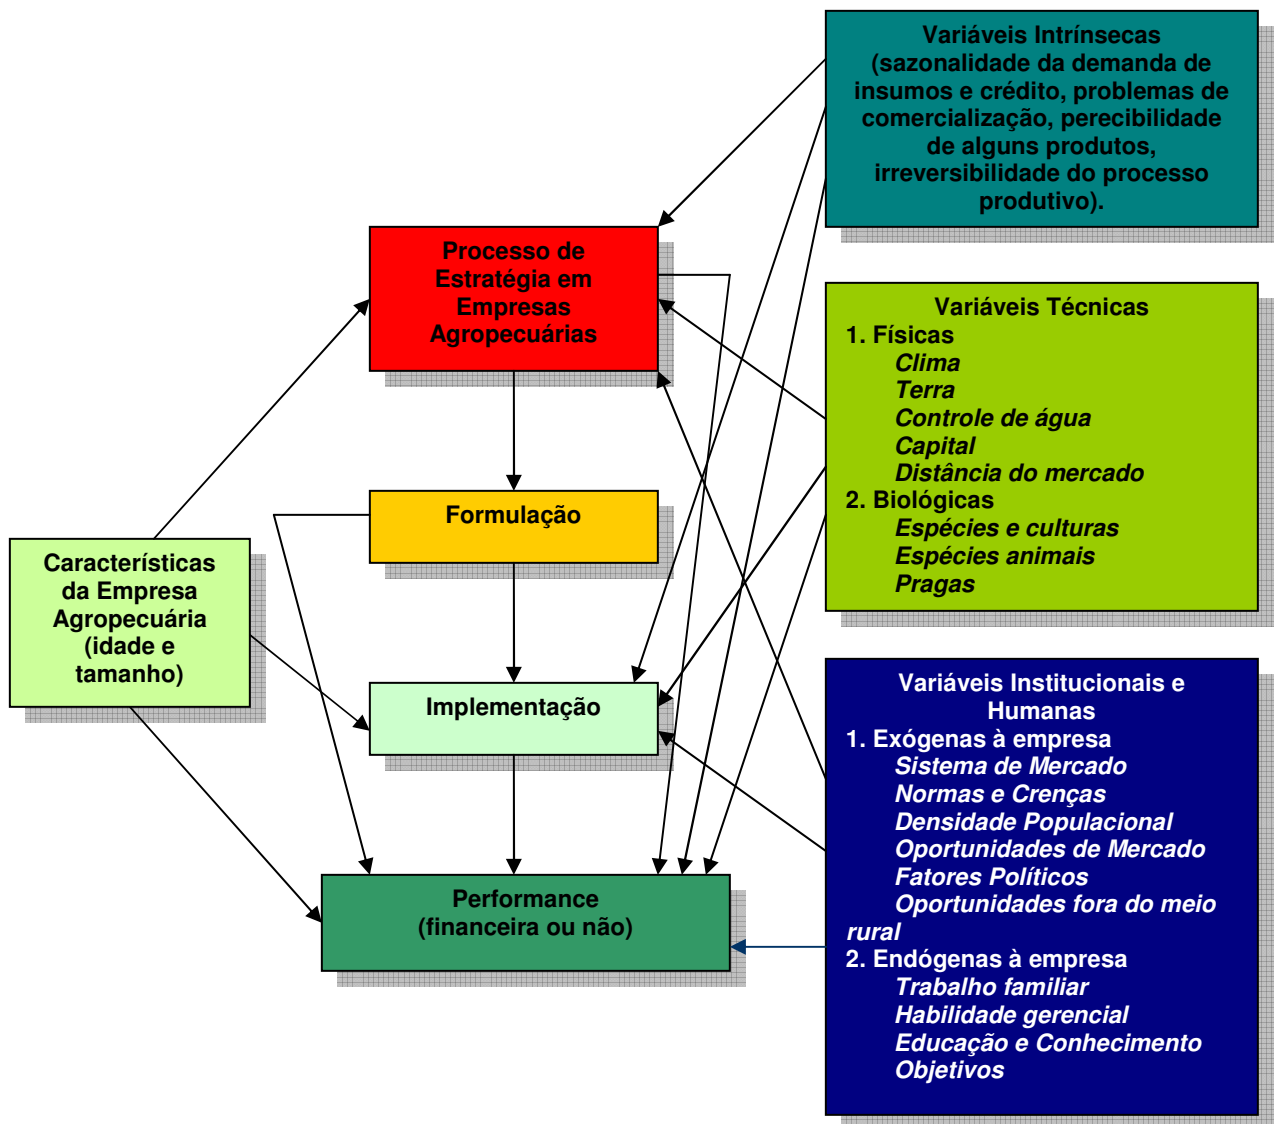 Variáveis Intrínsecas
(sazonalidade da demanda de
insumos e crédito, problemas de
comercialização, perecibilidade
de alguns produtos,
irreversibilidade do processo
produtivo).
Processo de
Estratégia em
Empresas
Agropecuárias
Variáveis Técnicas
1. Físicas
Clima
Terra
Controle de água
Capital
Distância do mercado
2. Biológicas
Espécies e culturas
Espécies animais
Pragas
Formulação
Características
da Empresa
Agropecuária
(idade e
tamanho)
Implementação
Variáveis Institucionais e
Humanas
1. Exógenas à empresa
Sistema de Mercado
Normas e Crenças
Densidade Populacional
Oportunidades de Mercado
Fatores Políticos
Oportunidades fora do meio
rural
2. Endógenas à empresa
Trabalho familiar
Habilidade gerencial
Educação e Conhecimento
Objetivos
Performance
(financeira ou não)